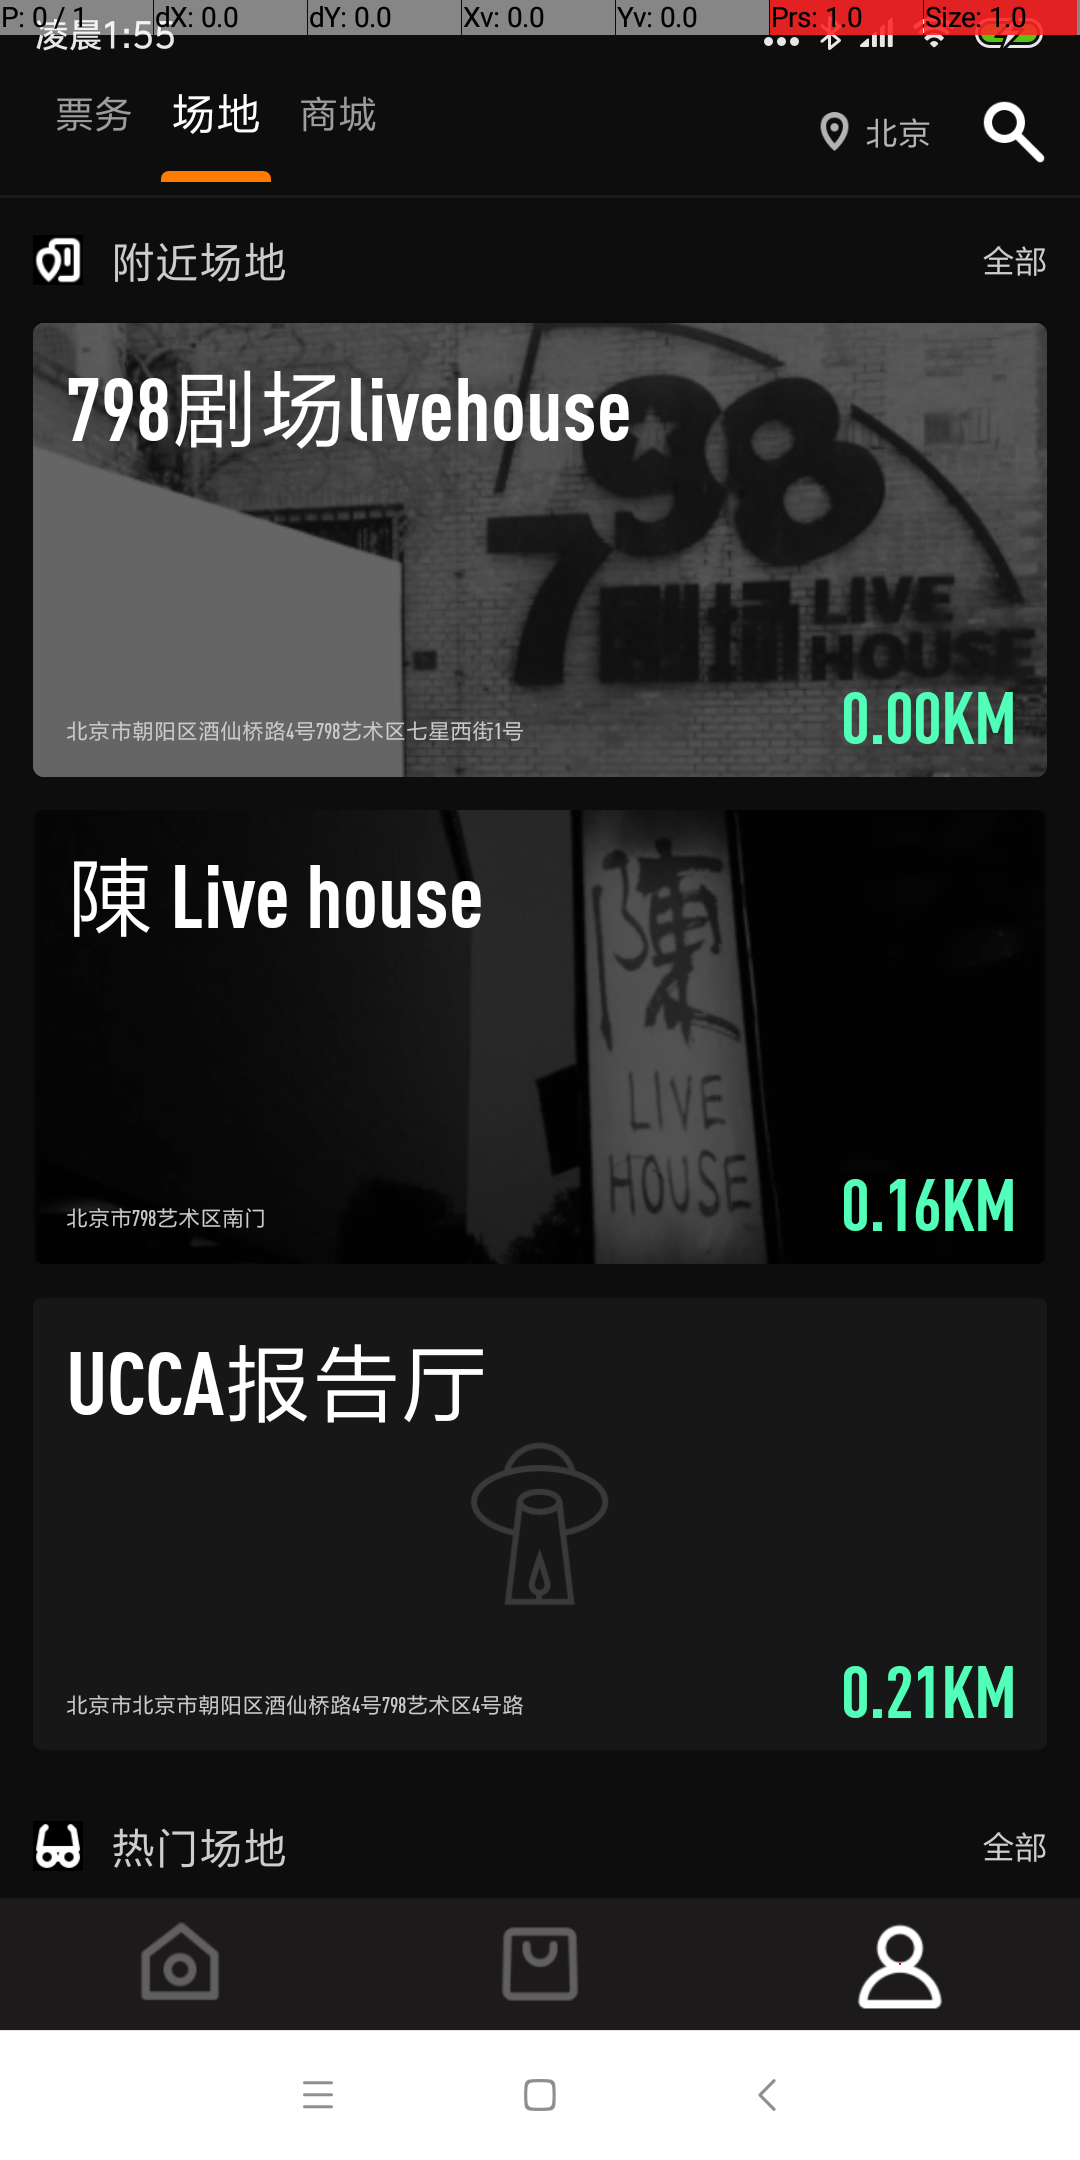 P: 0 / 1 dX: 0.0 dY: 0.0 Xv: 0.0 Yv: 0.0 Prs: 1.0 Size: 1.0
凌晨1:55
票务 场地 商城 北京
附近场地 全部
798剧场livehouse
798
剧场 LIVE
HOUSE
北京市朝阳区酒仙桥路4号798艺术区七星西街1号 0.00KM
陳 Live house
陳
LIVE
HOUSE
北京市798艺术区南门 0.16KM
UCCA报告厅
北京市北京市朝阳区酒仙桥路4号798艺术区4号路 0.21KM
热门场地 全部